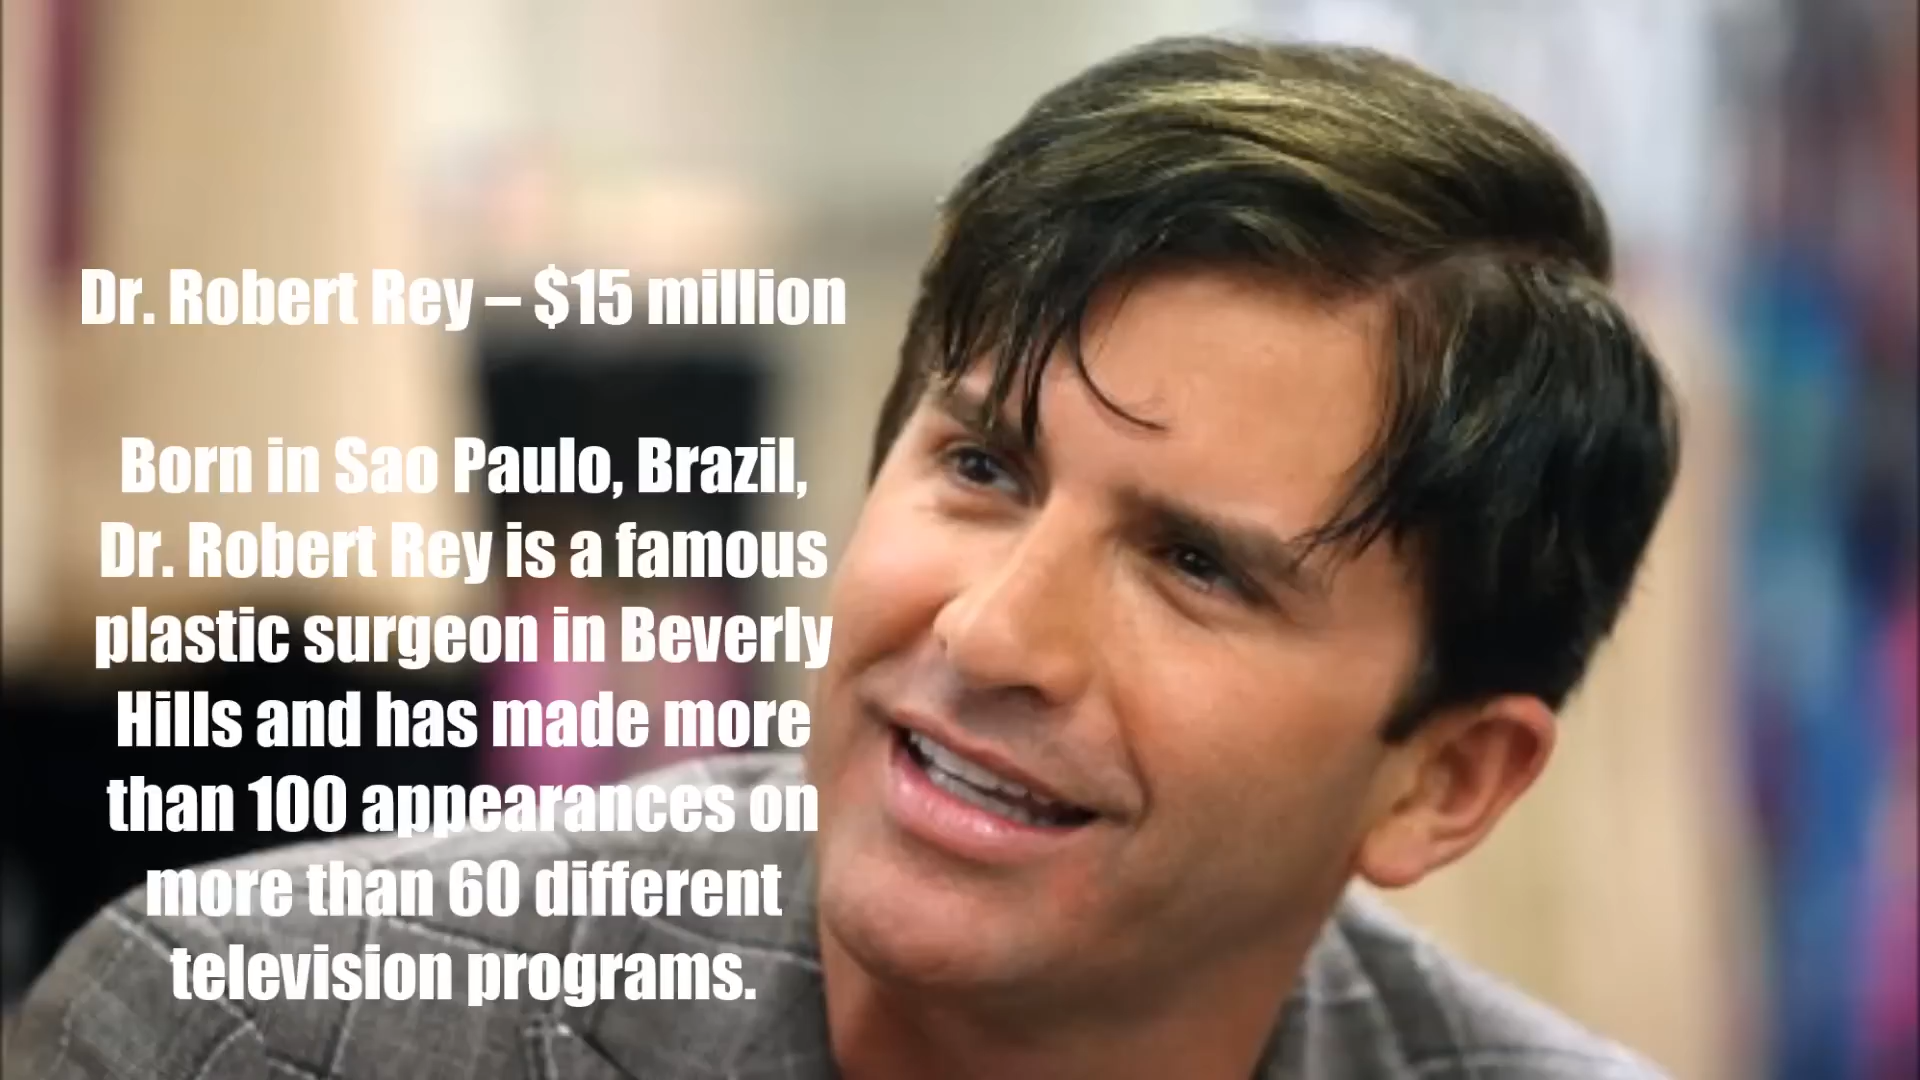 Dr. Robert Rey – $15 million
Born in Sao Paulo, Brazil,
Dr. Robert Rey is a famous
plastic surgeon in Beverly
Hills and has made more
than 100 appearances on
more than 60 different
television programs.